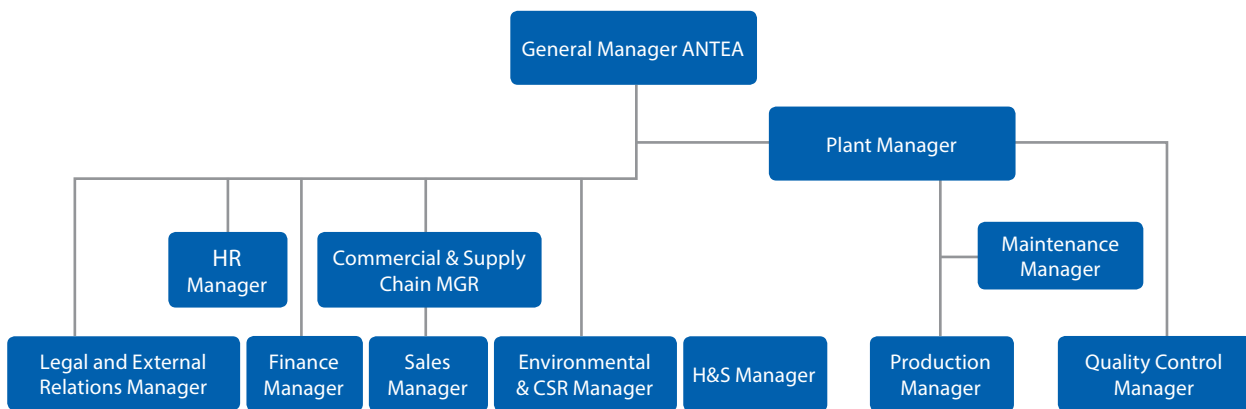 General Manager ANTEA
Plant Manager
HR
Manager
Commercial & Supply
Chain MGR
Maintenance
Manager
Legal and External
Relations Manager
Finance
Manager
Sales
Manager
Environmental
& CSR Manager
H&S Manager
Production
Manager
Quality Control
Manager